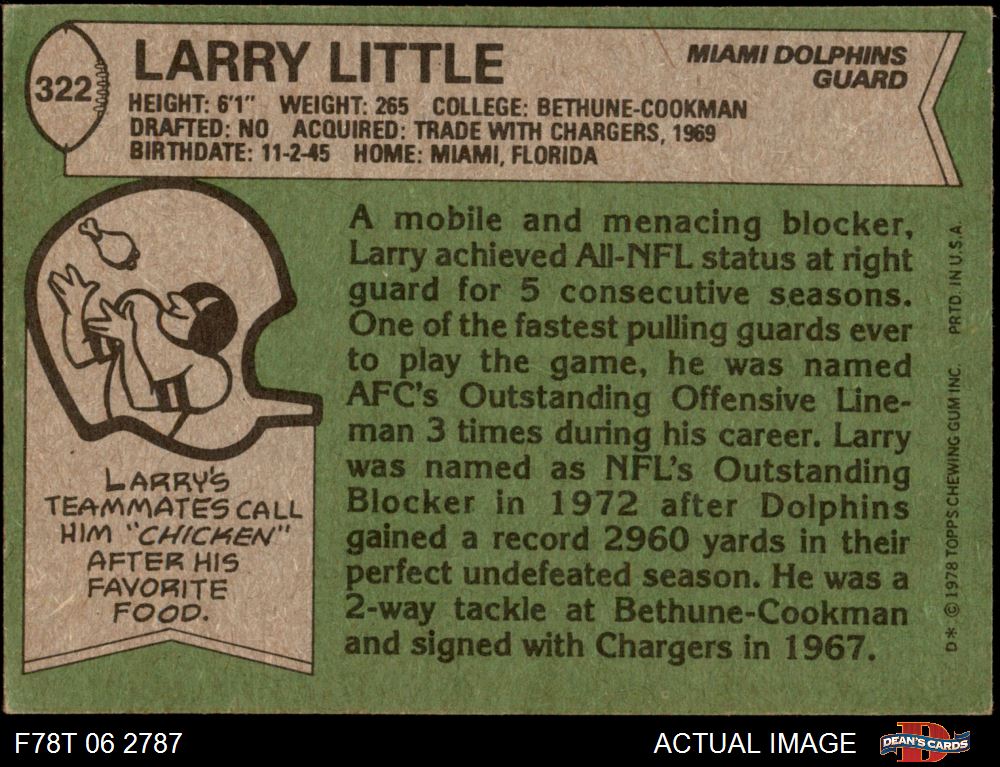 322
LARRY LITTLE
MIAMI DOLPHINS
GUARD
HEIGHT: 6'1" WEIGHT: 265 COLLEGE: BETHUNE-COOKMAN
DRAFTED: NO ACQUIRED: TRADE WITH CHARGERS, 1969
BIRTHDATE: 11-2-45 HOME: MIAMI, FLORIDA
LARRY'S
TEAMMATES CALL
HIM "CHICKEN"
AFTER HIS
FAVORITE
FOOD.
A mobile and menacing blocker,
Larry achieved All-NFL status at right
guard for 5 consecutive seasons.
One of the fastest pulling guards ever
to play the game, he was named
AFC's Outstanding Offensive Line-
man 3 times during his career. Larry
was named as NFL's Outstanding
Blocker in 1972 after Dolphins
gained a record 2960 yards in their
perfect undefeated season. He was a
2-way tackle at Bethune-Cookman
and signed with Chargers in 1967.
D* © 1978 TOPPS CHEWING GUM INC. PRTD. IN U.S.A.
F78T 06 2787
ACTUAL IMAGE
D
DEAN'S CARDS